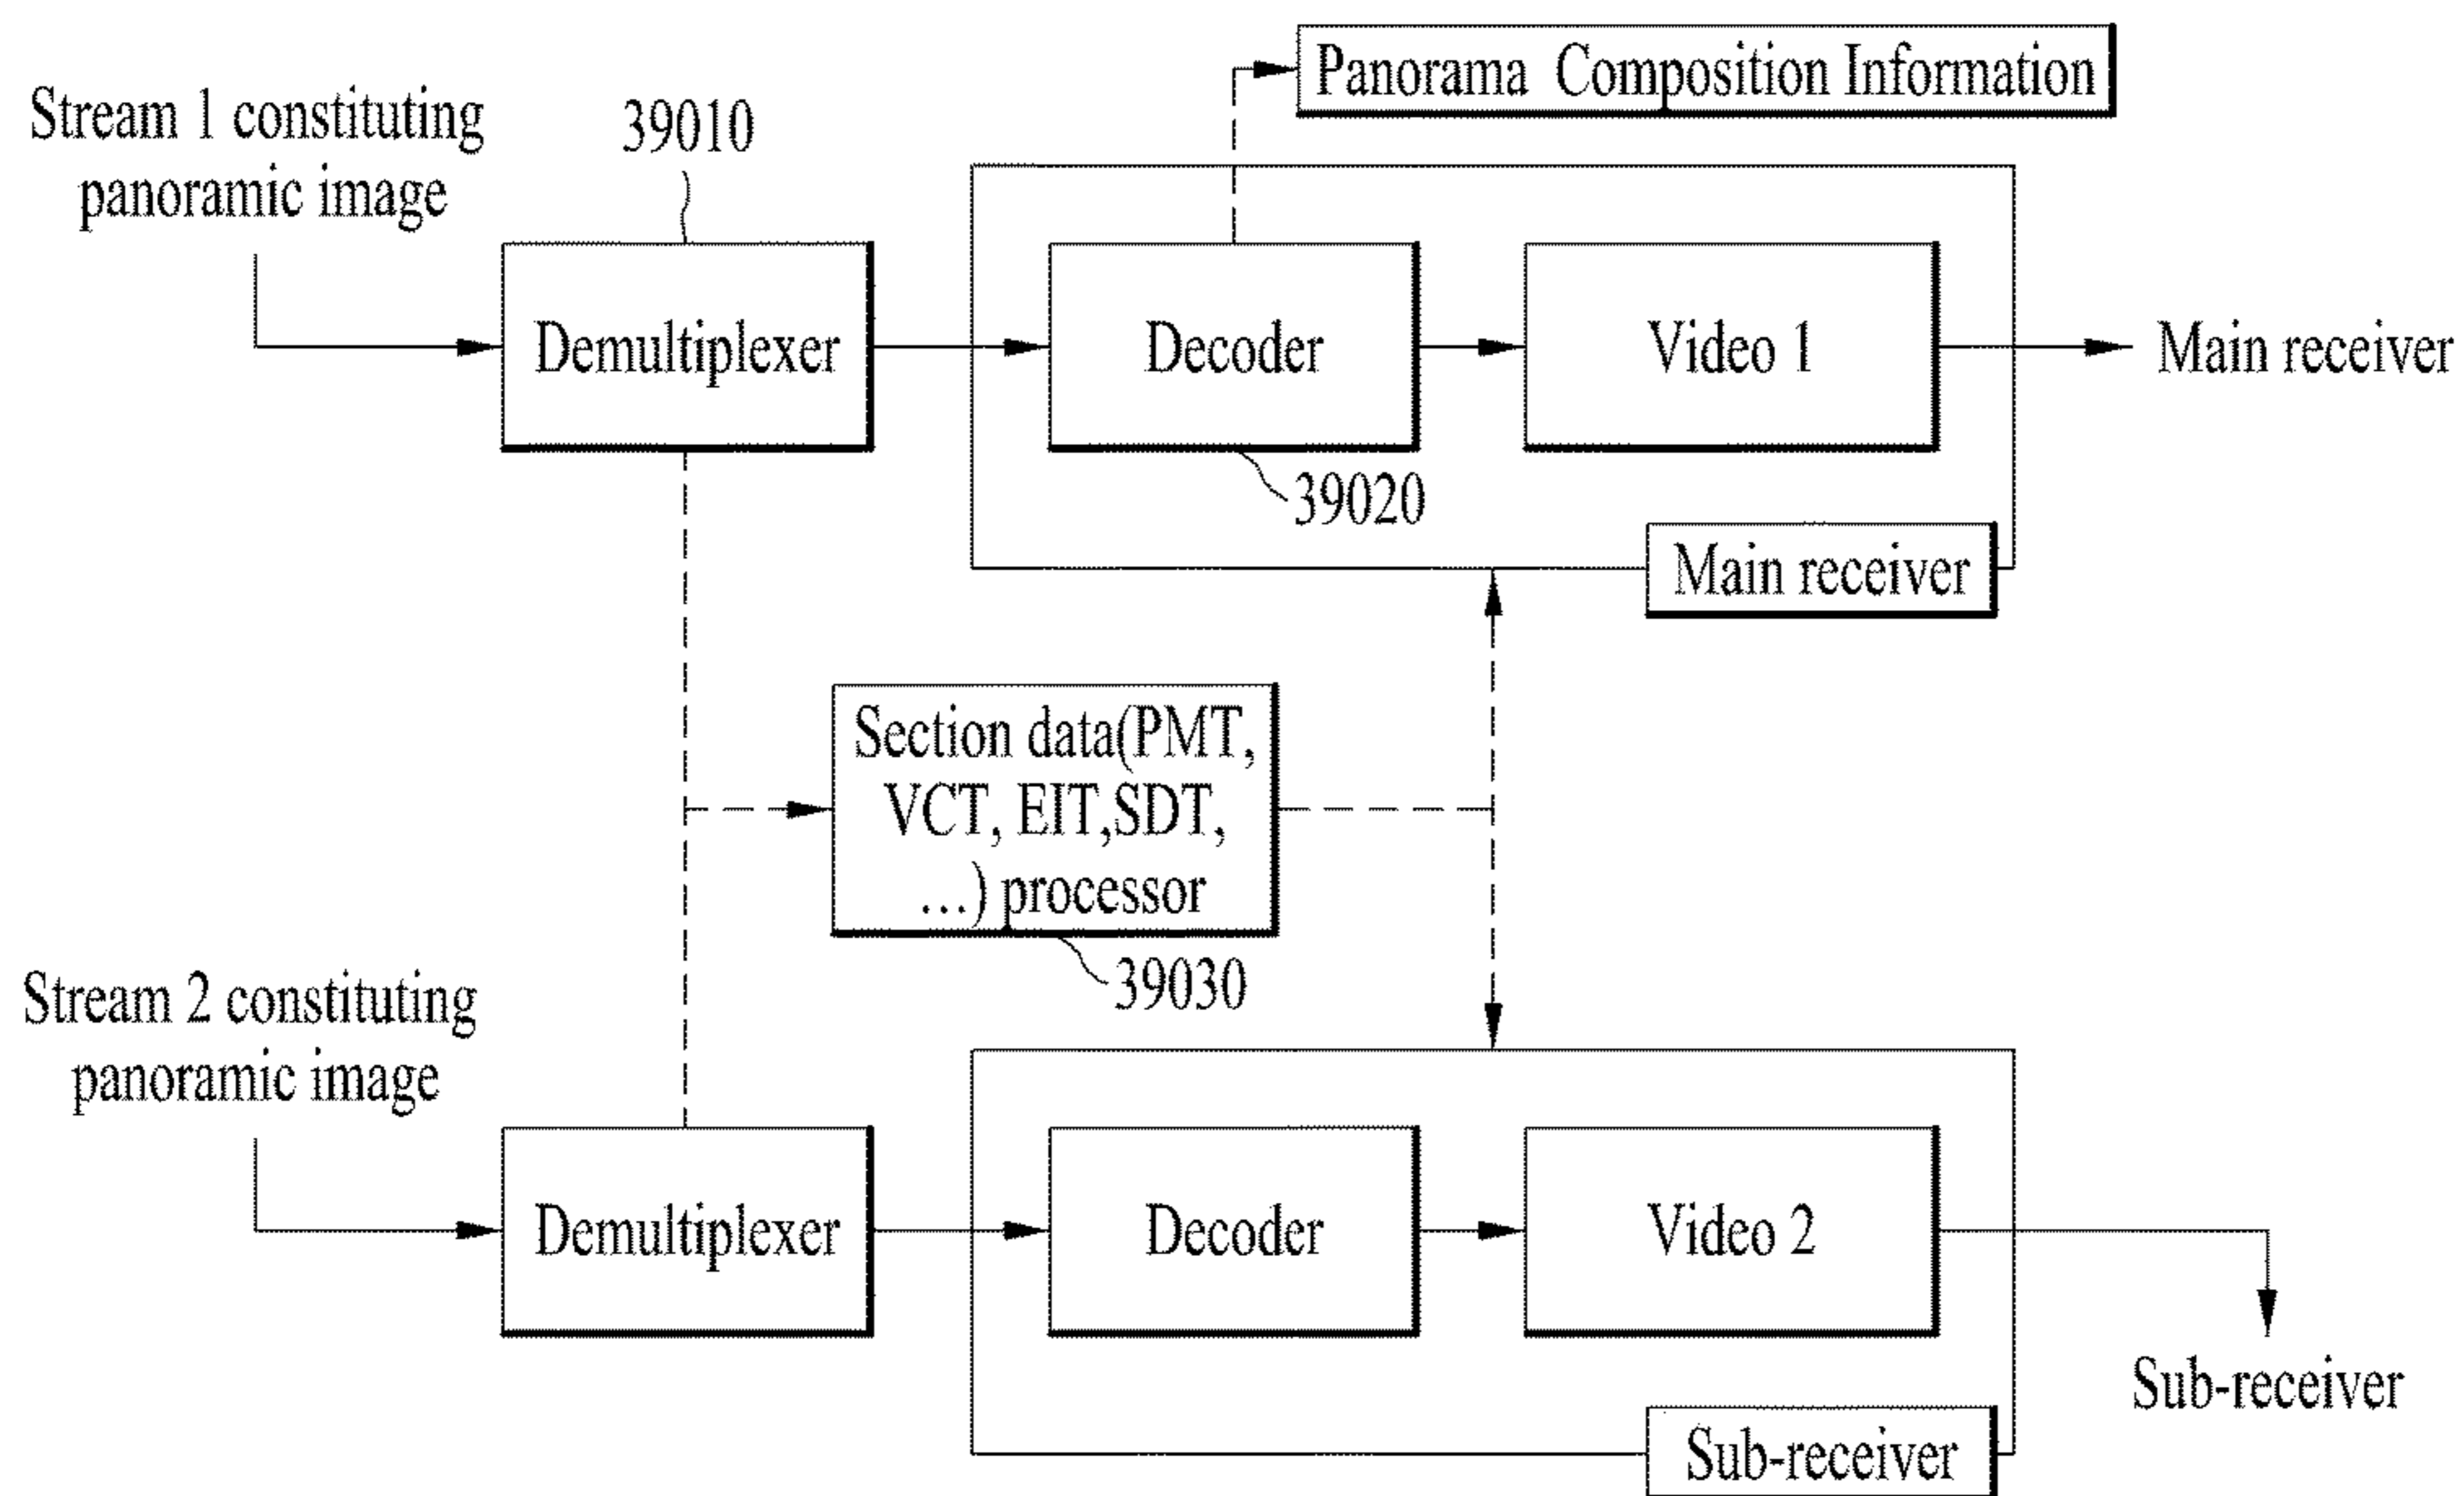 Panorama Composition Information
Stream 1 constituting
panoramic image
39010
Demultiplexer
Decoder
Video 1
Main receiver
39020
Main receiver
Section data(PMT,
VCT, EIT,SDT,
...) processor
39030
Stream 2 constituting
panoramic image
Demultiplexer
Decoder
Video 2
Sub-receiver
Sub-receiver